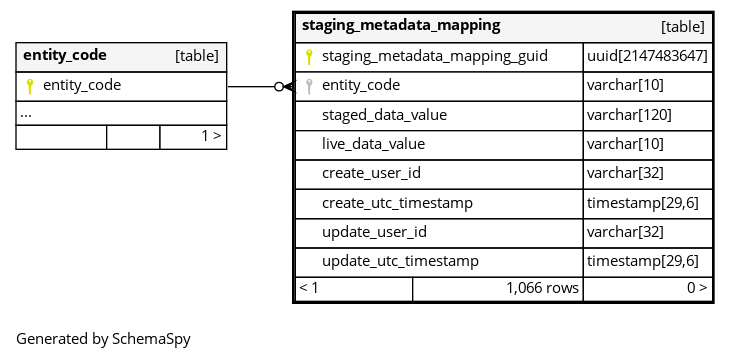 entity_code [table]
entity_code
...
1 >
staging_metadata_mapping [table]
staging_metadata_mapping_guid uuid[2147483647]
entity_code varchar[10]
staged_data_value varchar[120]
live_data_value varchar[10]
create_user_id varchar[32]
create_utc_timestamp timestamp[29,6]
update_user_id varchar[32]
update_utc_timestamp timestamp[29,6]
< 1 1,066 rows 0 >
Generated by SchemaSpy